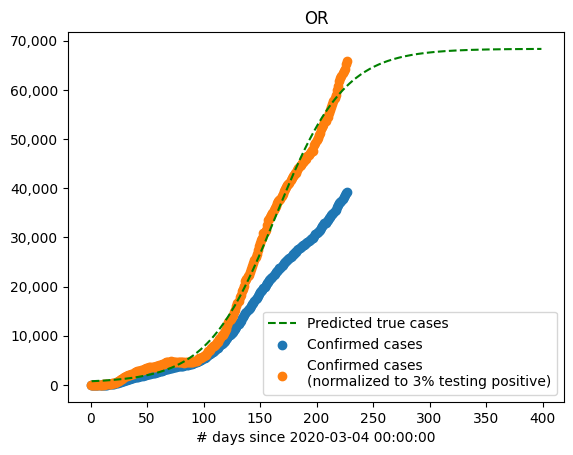 OR
70,000
60,000
50,000
40,000
30,000
20,000
10,000
0
Predicted true cases
Confirmed cases
Confirmed cases
(normalized to 3% testing positive)
0 50 100 150 200 250 300 350 400
# days since 2020-03-04 00:00:00